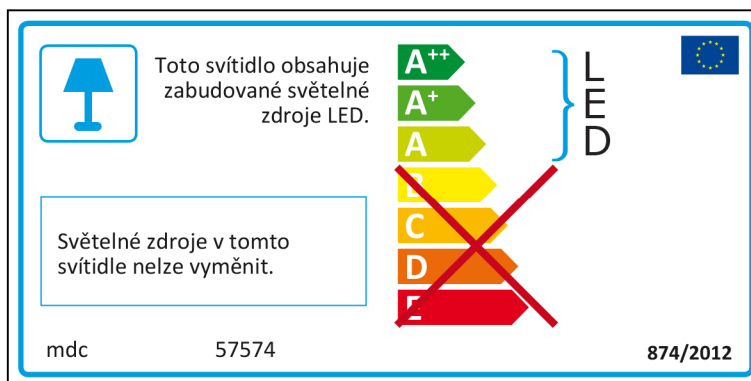 Toto svítidlo obsahuje
zabudované světelné
zdroje LED.
A++
A+
A
B
C
D
E
L
E
D
Světelné zdroje v tomto
svítidle nelze vyměnit.
mdc 57574
874/2012